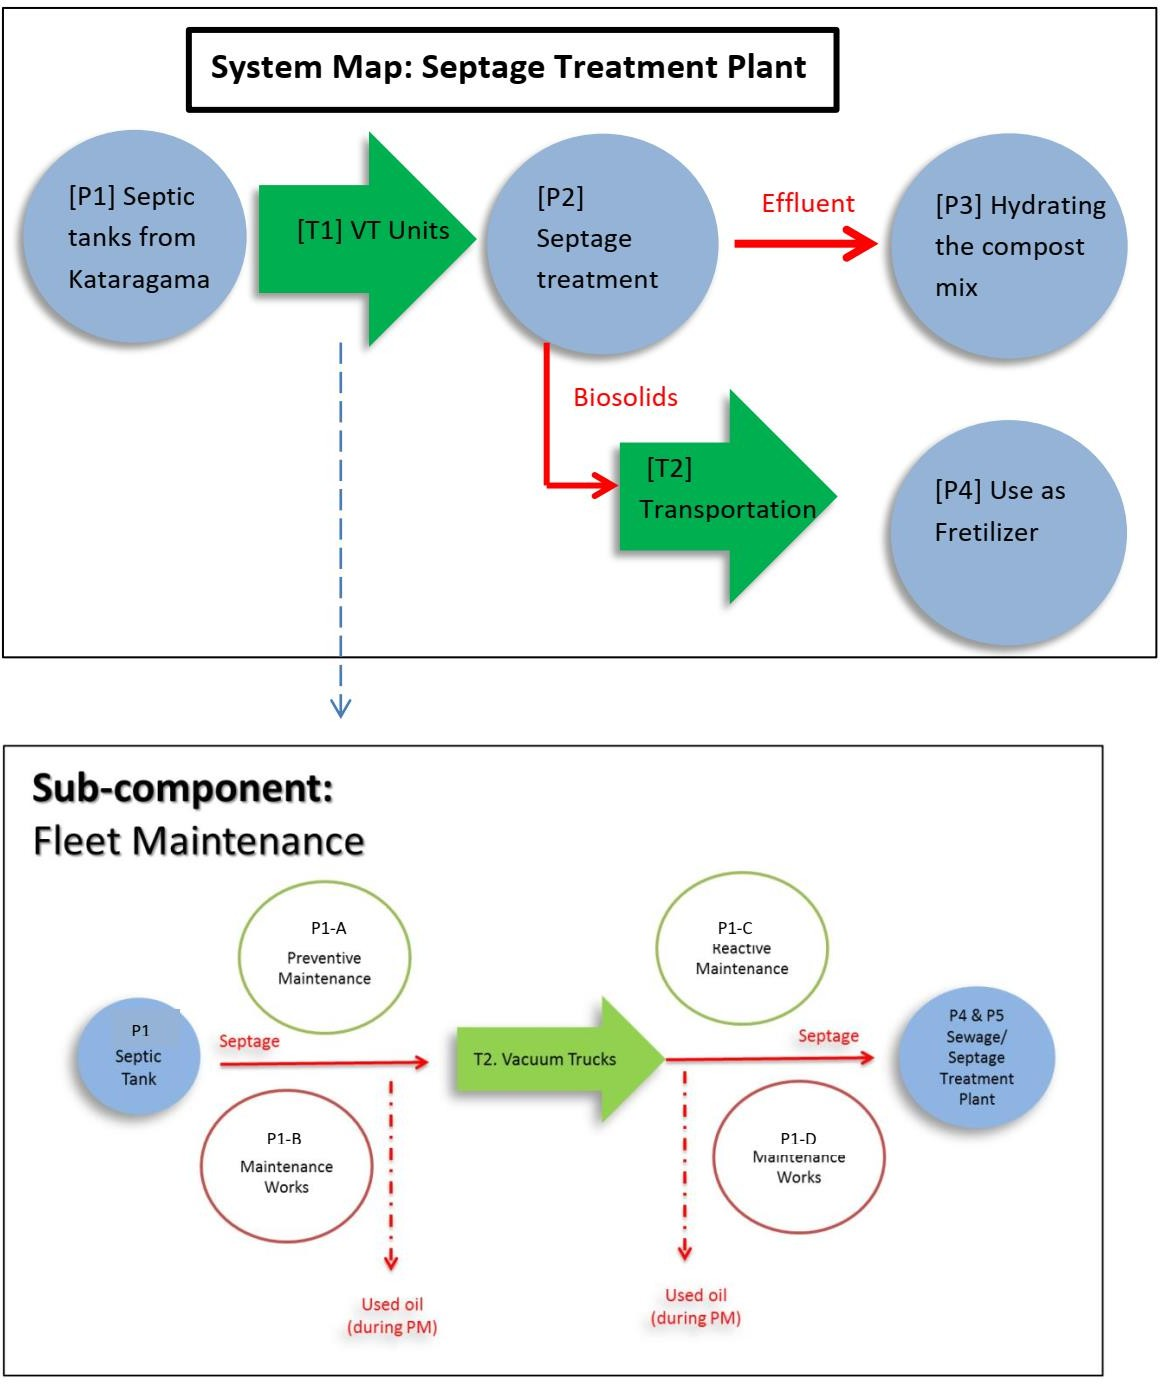 System Map: Septage Treatment Plant
[P1] Septic
tanks from
Kataragama
[T1] VT Units
[P2]
Septage
treatment
Effluent
[P3] Hydrating
the compost
mix
Biosolids
[T2]
Transportation
[P4] Use as
Fretilizer
Sub-component:
Fleet Maintenance
P1-A
Preventive
Maintenance
P1-C
Reactive
Maintenance
P1
Septic
Tank
Septage
T2. Vacuum Trucks
Septage
P4 & P5
Sewage/
Septage
Treatment
Plant
P1-B
Maintenance
Works
P1-D
Maintenance
Works
Used oil
(during PM)
Used oil
(during PM)